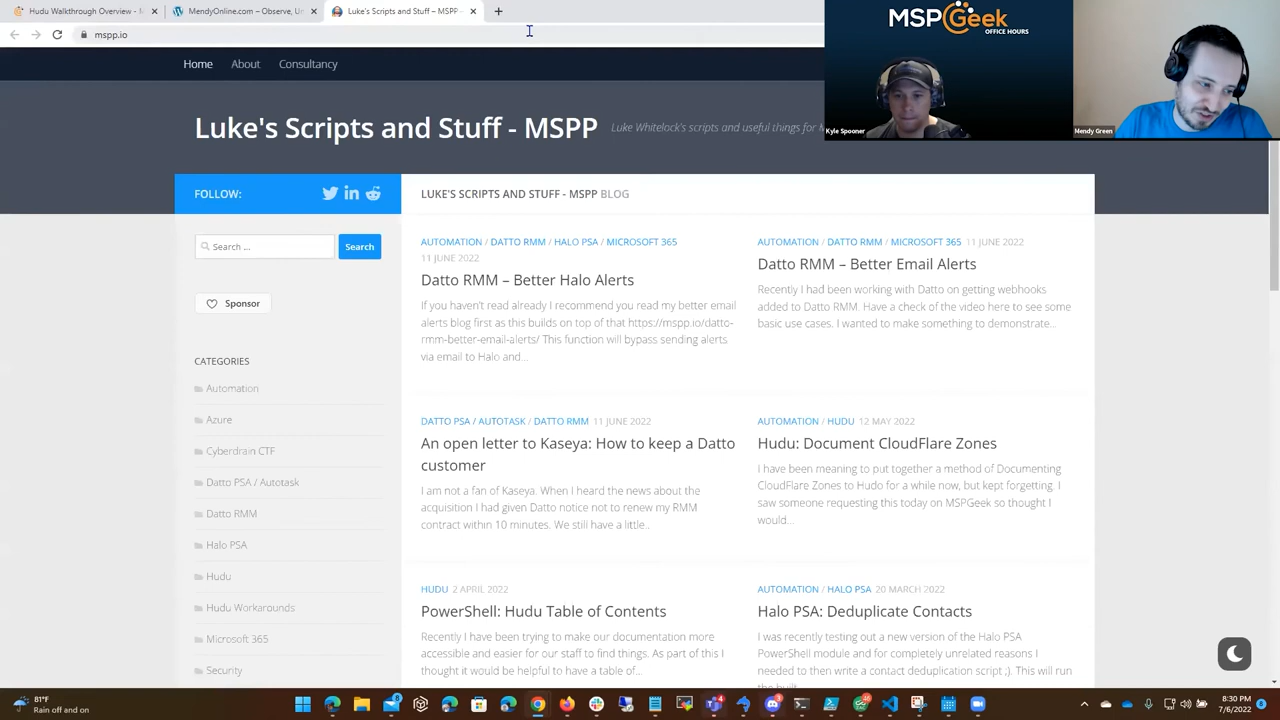 Hudu Walkthrough Overview -
MendyOnline.com – Observe, Un
Luke's Scripts and Stuff - MSPP -
mspp.io
MSPGeek
OFFICE HOURS
Kyle Spooner
Mendy Green
Home
About
Consultancy
Luke's Scripts and Stuff - MSPP
Luke Whitelock's scripts and useful things for M
FOLLOW:
LUKE'S SCRIPTS AND STUFF - MSPP BLOG
Search ...
Search
Sponsor
CATEGORIES
Automation
Azure
Cyberdrain CTF
Datto PSA / Autotask
Datto RMM
Halo PSA
Hudu
Hudu Workarounds
Microsoft 365
Security
AUTOMATION / DATTO RMM / HALO PSA / MICROSOFT 365
11 JUNE 2022
Datto RMM – Better Halo Alerts
If you haven't read already I recommend you read my better email
alerts blog first as this builds on top of that https://mspp.io/datto-
rmm-better-email-alerts/ This function will bypass sending alerts
via email to Halo and...
AUTOMATION / DATTO RMM / MICROSOFT 365 11 JUNE 2022
Datto RMM – Better Email Alerts
Recently I had been working with Datto on getting webhooks
added to Datto RMM. Have a check of the video here to see some
basic use cases. I wanted to make something to demonstrate...
DATTO PSA / AUTOTASK / DATTO RMM 11 JUNE 2022
An open letter to Kaseya: How to keep a Datto
customer
I am not a fan of Kaseya. When I heard the news about the
acquisition I had given Datto notice not to renew my RMM
contract within 10 minutes. We still have a little..
AUTOMATION / HUDU 12 MAY 2022
Hudu: Document CloudFlare Zones
I have been meaning to put together a method of Documenting
CloudFlare Zones to Hudo for a while now, but kept forgetting. I
saw someone requesting this today on MSPGeek so thought I
would...
HUDU 2 APRIL 2022
PowerShell: Hudu Table of Contents
Recently I have been trying to make our documentation more
accessible and easier for our staff to find things. As part of this I
thought it would be helpful to have a table of...
AUTOMATION / HALO PSA 20 MARCH 2022
Halo PSA: Deduplicate Contacts
I was recently testing out a new version of the Halo PSA
PowerShell module and for completely unrelated reasons I
needed to then write a contact deduplication script ;). This will run
the built
81°F
Rain off and on
8:30 PM
7/6/2022